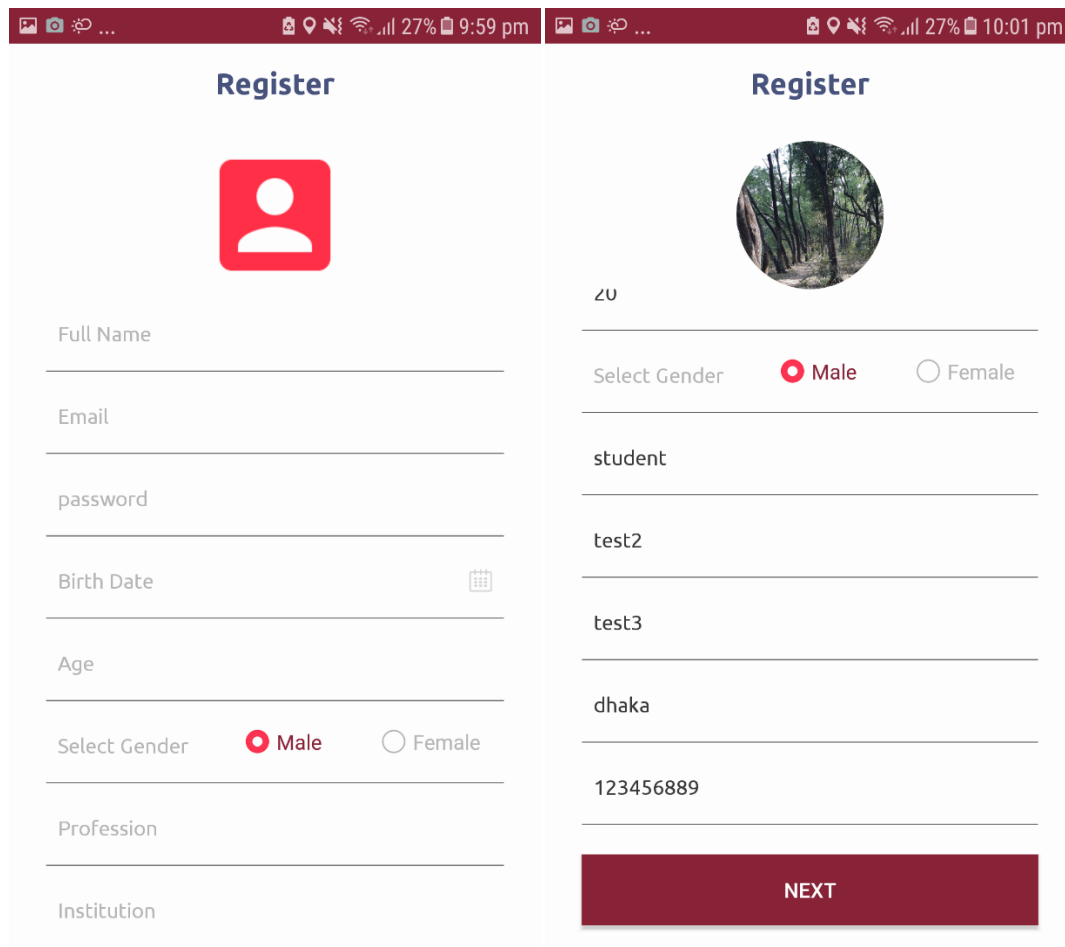 ... 27% 9:59 pm
Register
Full Name
Email
password
Birth Date
Age
Select Gender Male Female
Profession
Institution
... 27% 10:01 pm
Register
20
Select Gender Male Female
student
test2
test3
dhaka
123456889
NEXT